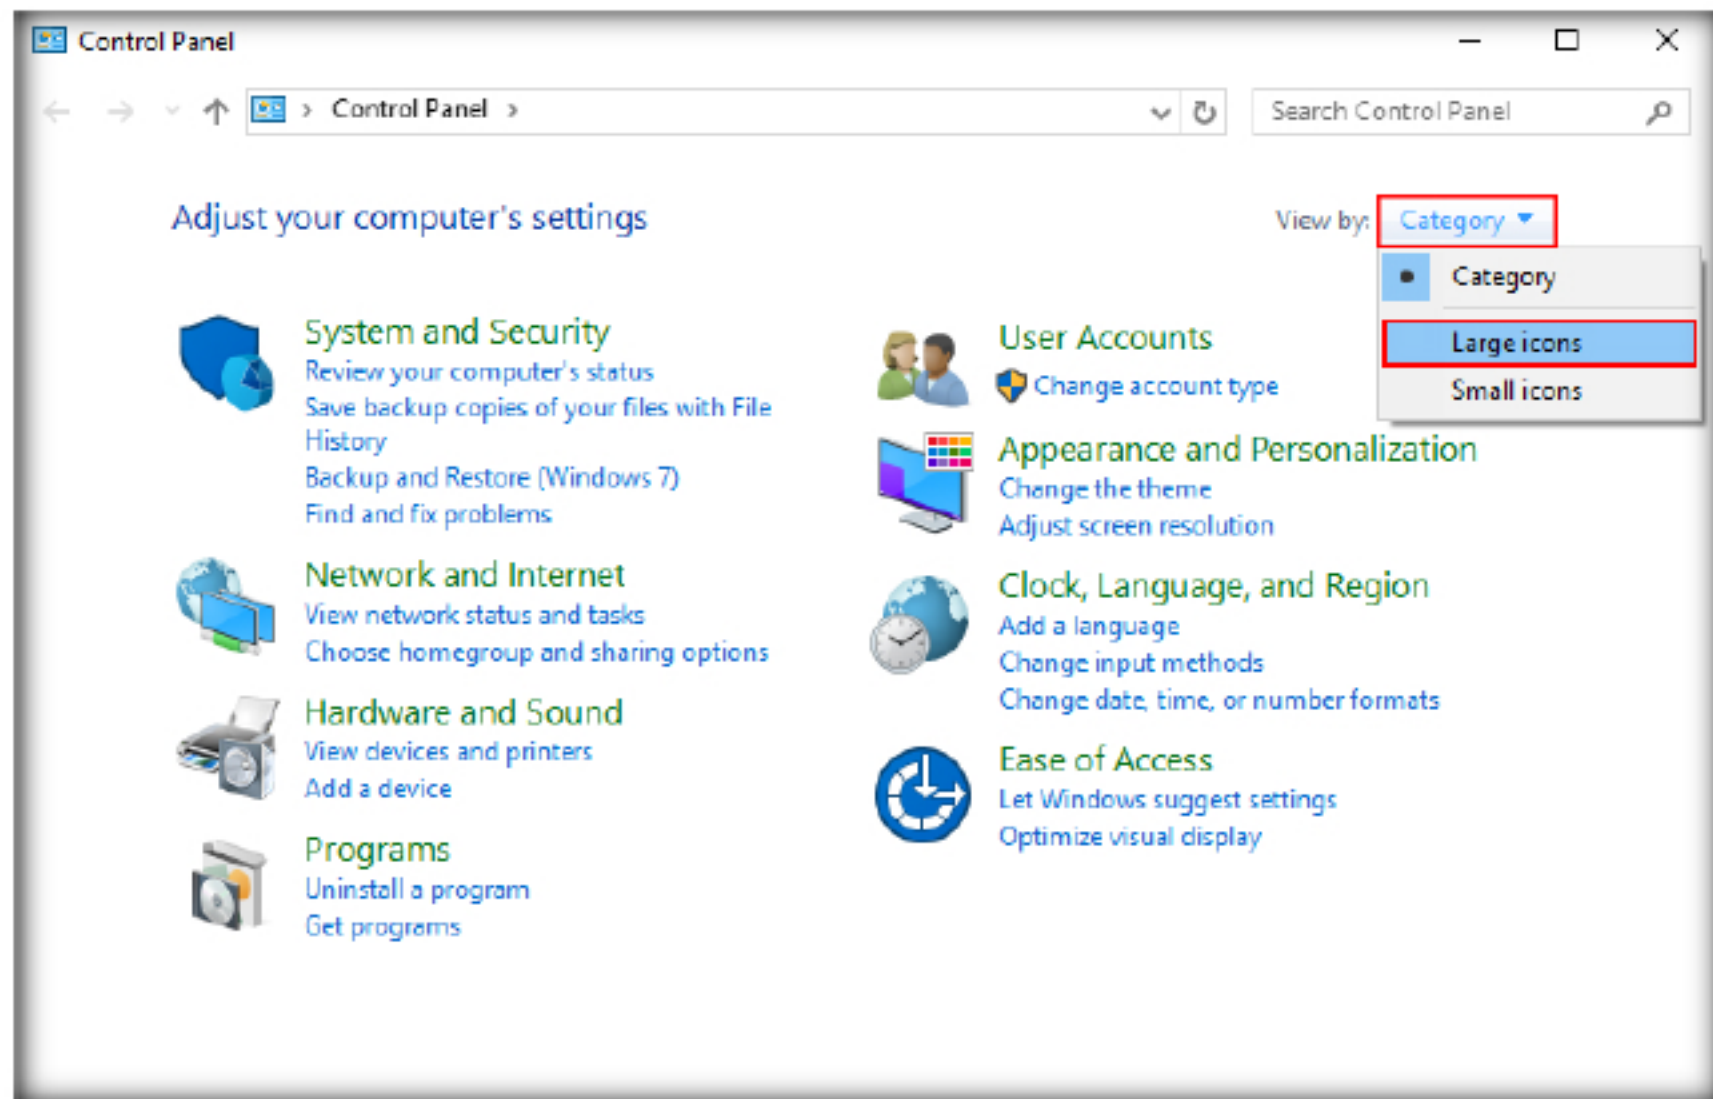 Control Panel
Control Panel
Search Control Panel
Adjust your computer's settings
View by: Category
Category
Large icons
Small icons
System and Security
Review your computer's status
Save backup copies of your files with File
History
Backup and Restore (Windows 7)
Find and fix problems
Network and Internet
View network status and tasks
Choose homegroup and sharing options
Hardware and Sound
View devices and printers
Add a device
Programs
Uninstall a program
Get programs
User Accounts
Change account type
Appearance and Personalization
Change the theme
Adjust screen resolution
Clock, Language, and Region
Add a language
Change input methods
Change date, time, or number formats
Ease of Access
Let Windows suggest settings
Optimize visual display